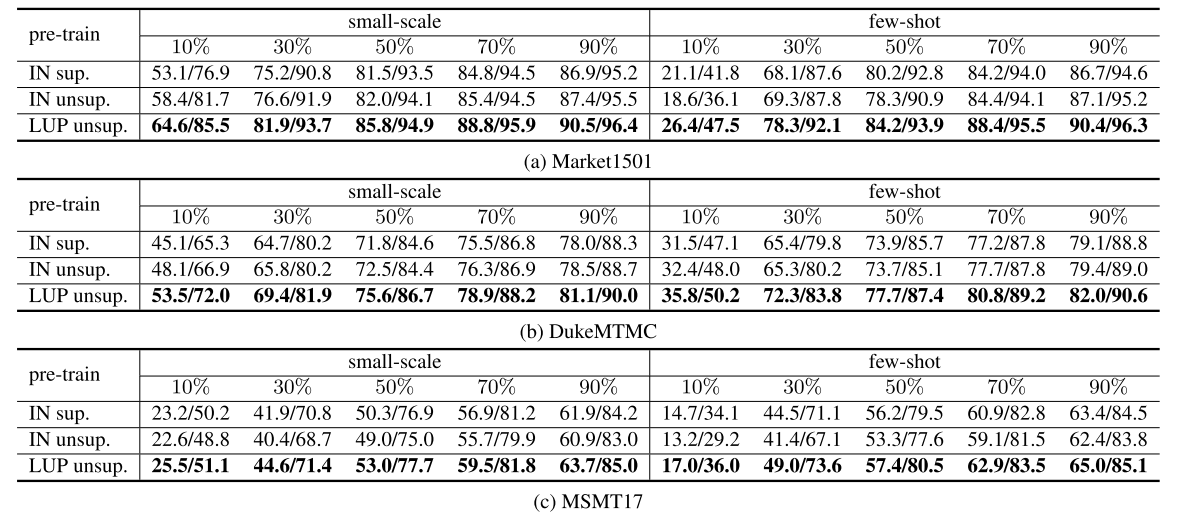 pre-train small-scale few-shot
10% 30% 50% 70% 90% 10% 30% 50% 70% 90%
IN sup. 53.1/76.9 75.2/90.8 81.5/93.5 84.8/94.5 86.9/95.2 21.1/41.8 68.1/87.6 80.2/92.8 84.2/94.0 86.7/94.6
IN unsup. 58.4/81.7 76.6/91.9 82.0/94.1 85.4/94.5 87.4/95.5 18.6/36.1 69.3/87.8 78.3/90.9 84.4/94.1 87.1/95.2
LUP unsup. 64.6/85.5 81.9/93.7 85.8/94.9 88.8/95.9 90.5/96.4 26.4/47.5 78.3/92.1 84.2/93.9 88.4/95.5 90.4/96.3
(a) Market1501
pre-train small-scale few-shot
10% 30% 50% 70% 90% 10% 30% 50% 70% 90%
IN sup. 45.1/65.3 64.7/80.2 71.8/84.6 75.5/86.8 78.0/88.3 31.5/47.1 65.4/79.8 73.9/85.7 77.2/87.8 79.1/88.8
IN unsup. 48.1/66.9 65.8/80.2 72.5/84.4 76.3/86.9 78.5/88.7 32.4/48.0 65.3/80.2 73.7/85.1 77.7/87.8 79.4/89.0
LUP unsup. 53.5/72.0 69.4/81.9 75.6/86.7 78.9/88.2 81.1/90.0 35.8/50.2 72.3/83.8 77.7/87.4 80.8/89.2 82.0/90.6
(b) DukeMTMC
pre-train small-scale few-shot
10% 30% 50% 70% 90% 10% 30% 50% 70% 90%
IN sup. 23.2/50.2 41.9/70.8 50.3/76.9 56.9/81.2 61.9/84.2 14.7/34.1 44.5/71.1 56.2/79.5 60.9/82.8 63.4/84.5
IN unsup. 22.6/48.8 40.4/68.7 49.0/75.0 55.7/79.9 60.9/83.0 13.2/29.2 41.4/67.1 53.3/77.6 59.1/81.5 62.4/83.8
LUP unsup. 25.5/51.1 44.6/71.4 53.0/77.7 59.5/81.8 63.7/85.0 17.0/36.0 49.0/73.6 57.4/80.5 62.9/83.5 65.0/85.1
(c) MSMT17